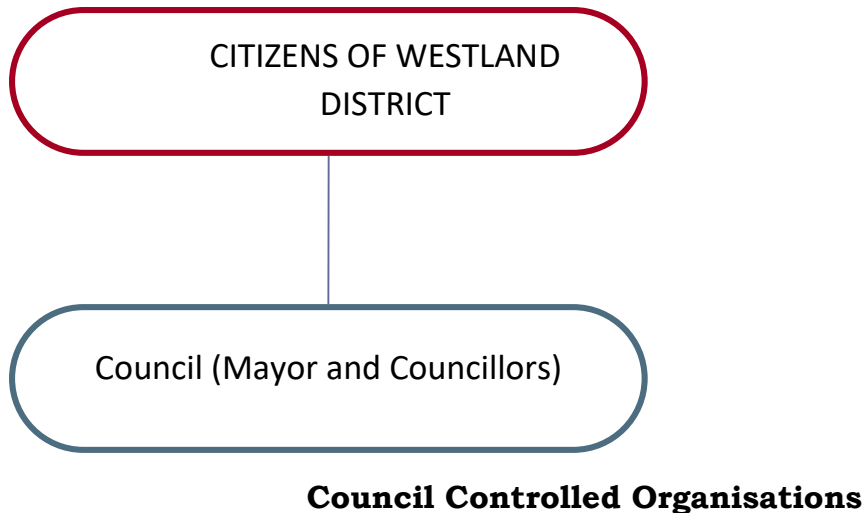 CITIZENS OF WESTLAND
DISTRICT
Council (Mayor and Councillors)
Council Controlled Organisations